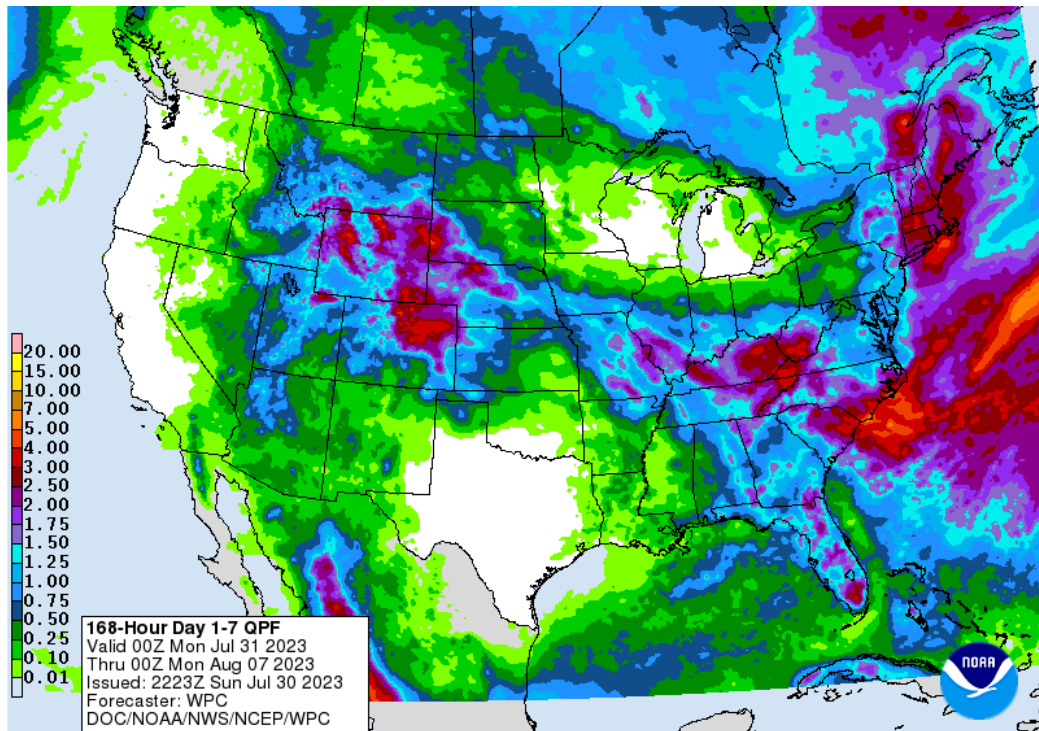 20.00
15.00
10.00
7.00
5.00
4.00
3.00
2.50
2.00
1.75
1.50
1.25
1.00
0.75
0.50
0.25
0.10
0.01
168-Hour Day 1-7 QPF
Valid 00Z Mon Jul 31 2023
Thru 00Z Mon Aug 07 2023
Issued: 2223Z Sun Jul 30 2023
Forecaster: WPC
DOC/NOAA/NWS/NCEP/WPC
NOAA